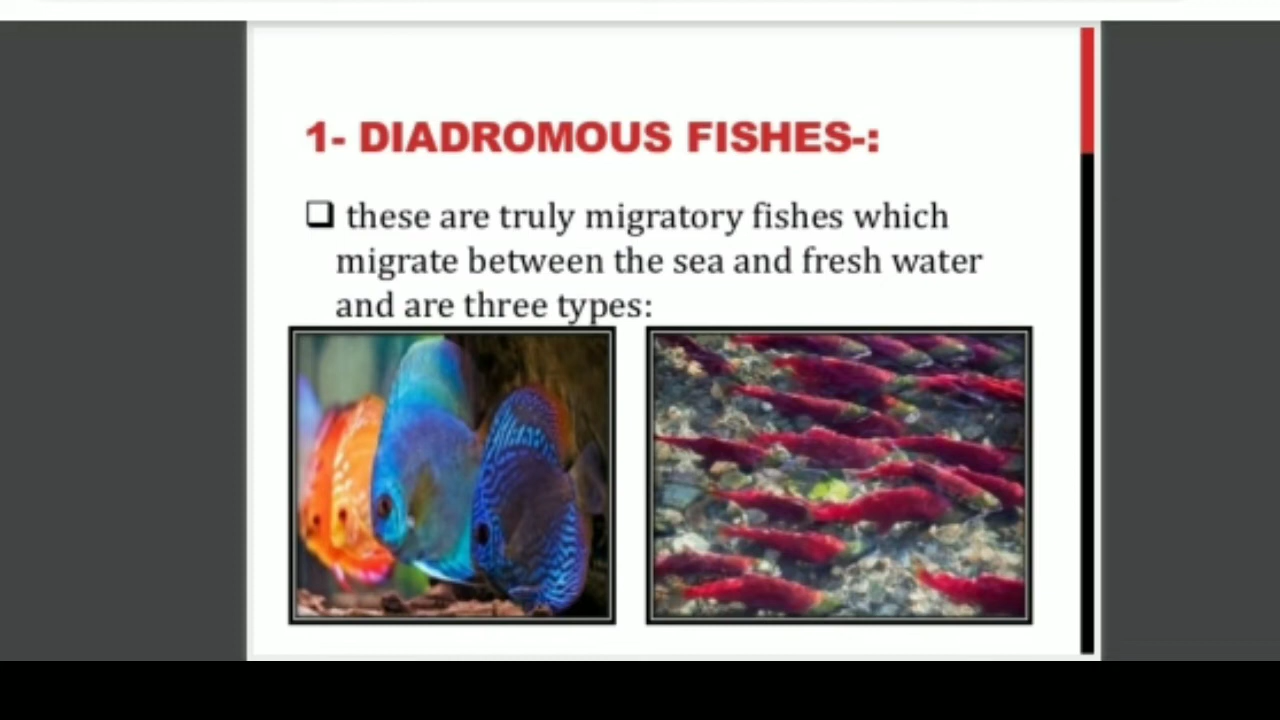 1- DIADROMOUS FISHES-:
❑ these are truly migratory fishes which
migrate between the sea and fresh water
and are three types: